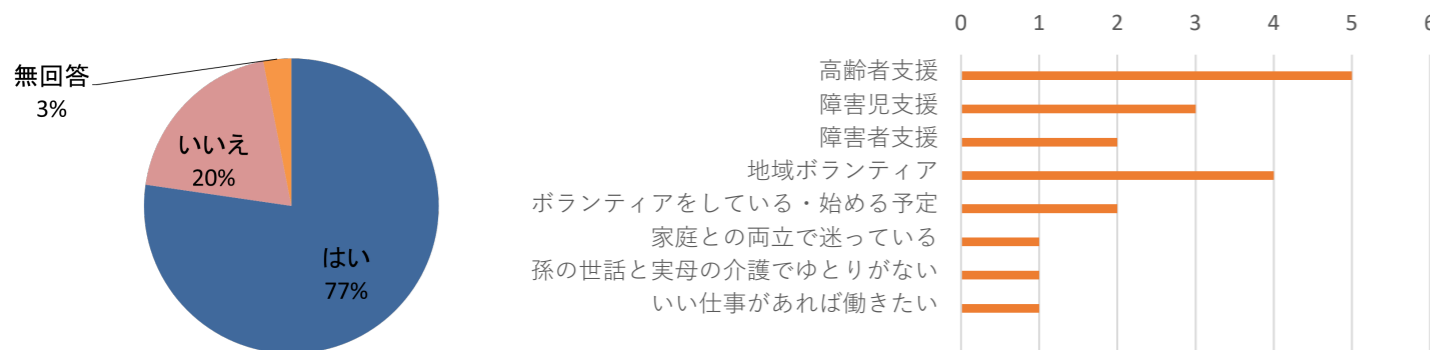 無回答
3%
いいえ
20%
はい
77%
0 1 2 3 4 5 6
高齢者支援
障害児支援
障害者支援
地域ボランティア
ボランティアをしている・始める予定
家庭との両立で迷っている
孫の世話と実母の介護でゆとりがない
いい仕事があれば働きたい